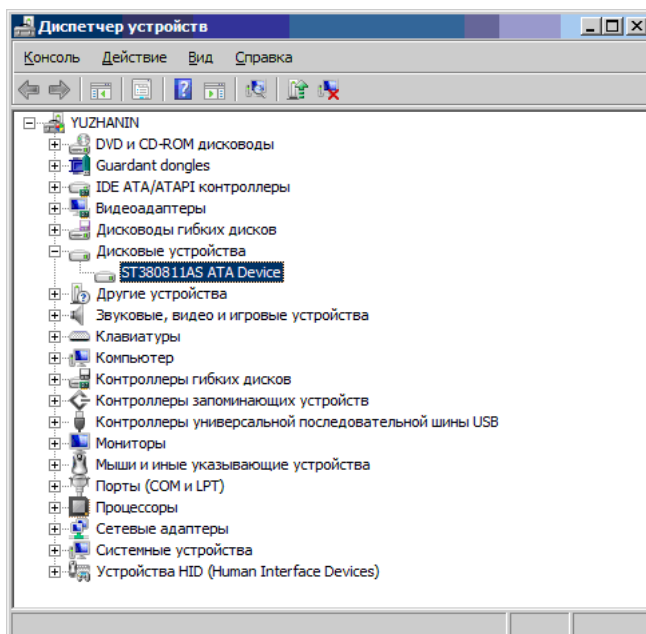 Диспетчер устройств
Консоль Действие Вид Справка
YUZHANIN
DVD и CD-ROM дисководы
Guardant dongles
IDE ATA/ATAPI контроллеры
Видеоадаптеры
Дисководы гибких дисков
Дисковые устройства
ST380811AS ATA Device
Другие устройства
Звуковые, видео и игровые устройства
Клавиатуры
Компьютер
Контроллеры гибких дисков
Контроллеры запоминающих устройств
Контроллеры универсальной последовательной шины USB
Мониторы
Мыши и иные указывающие устройства
Порты (COM и LPT)
Процессоры
Сетевые адаптеры
Системные устройства
Устройства HID (Human Interface Devices)